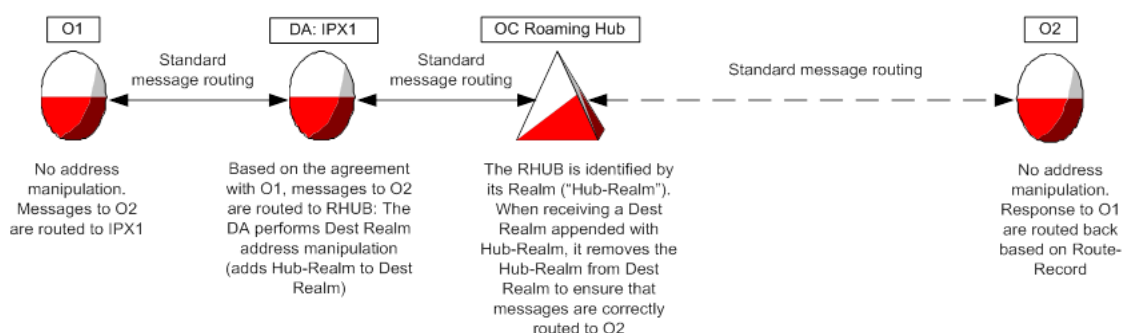 O1
DA: IPX1
OC Roaming Hub
O2
Standard
message routing
Standard
message routing
Standard message routing
No address
manipulation.
Messages to O2
are routed to IPX1
Based on the agreement
with O1, messages to O2
are routed to RHUB: The
DA performs Dest Realm
address manipulation
(adds Hub-Realm to Dest
Realm)
The RHUB is identified by
its Realm (“Hub-Realm”).
When receiving a Dest
Realm appended with
Hub-Realm, it removes the
Hub-Realm from Dest
Realm to ensure that
messages are correctly
routed to O2
No address
manipulation.
Response to O1
are routed back
based on Route-
Record